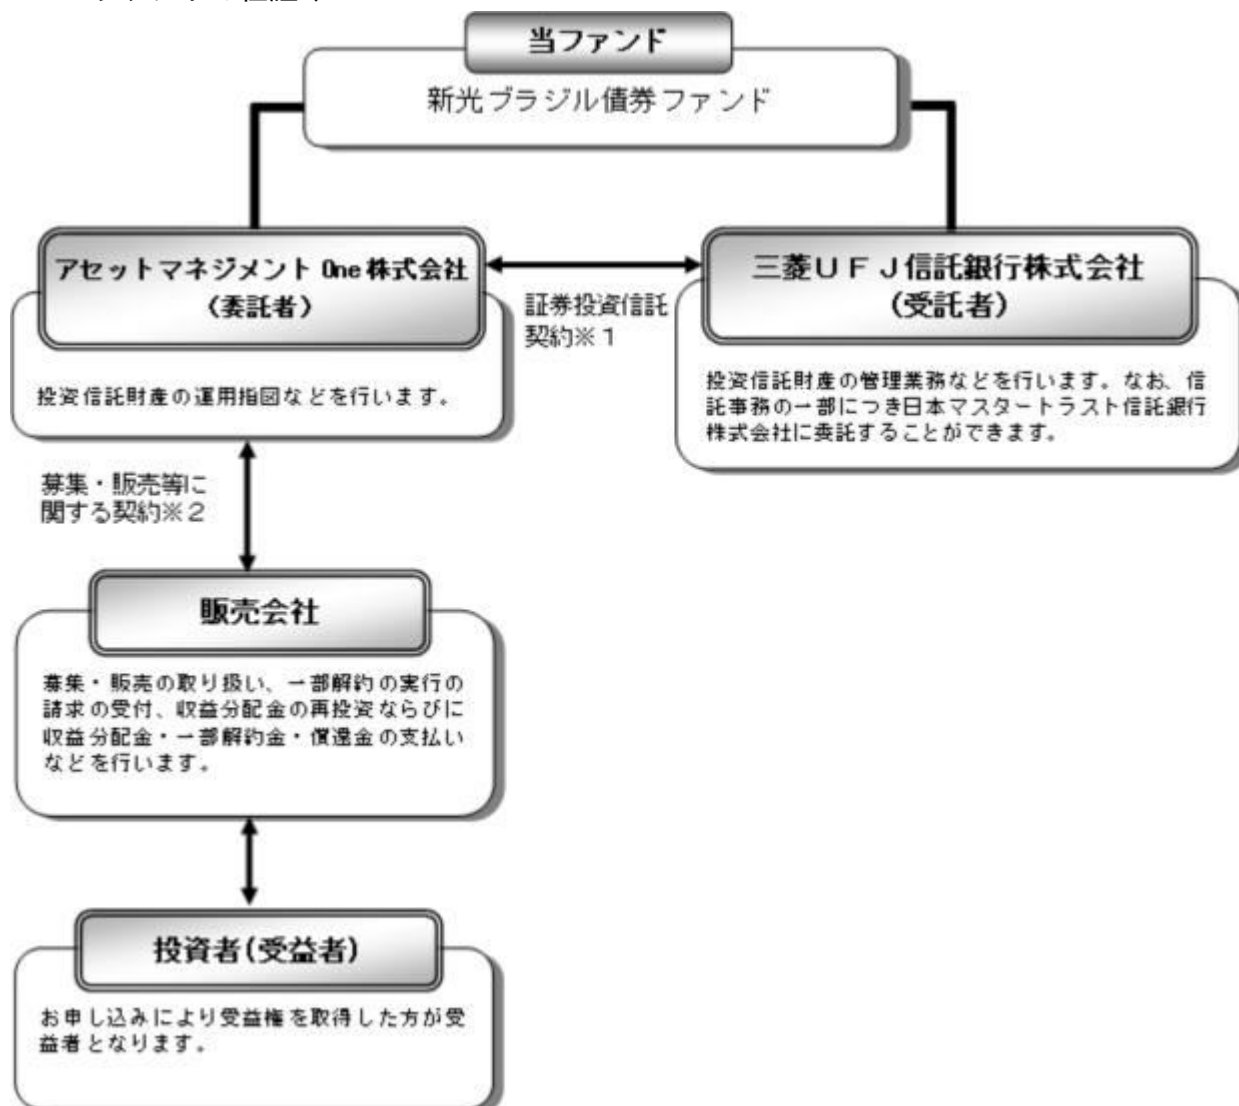 当ファンド
新光ブラジル債券ファンド
アセットマネジメント One 株式会社
(委託者)
投資信託財産の運用指図などを行います。
証券投資信託
契約※1
三菱UFJ信託銀行株式会社
(受託者)
投資信託財産の管理業務などを行います。なお、信
託事務の一部につき日本マスタートラスト信託銀行
株式会社に委託することができます。
募集・販売等に
関する契約※2
販売会社
募集・販売の取り扱い、一部解約の実行の
請求の受付、収益分配金の再投資ならびに
収益分配金・一部解約金・償還金の支払い
などを行います。
投資者(受益者)
お申し込みにより受益権を取得した方が受
益者となります。